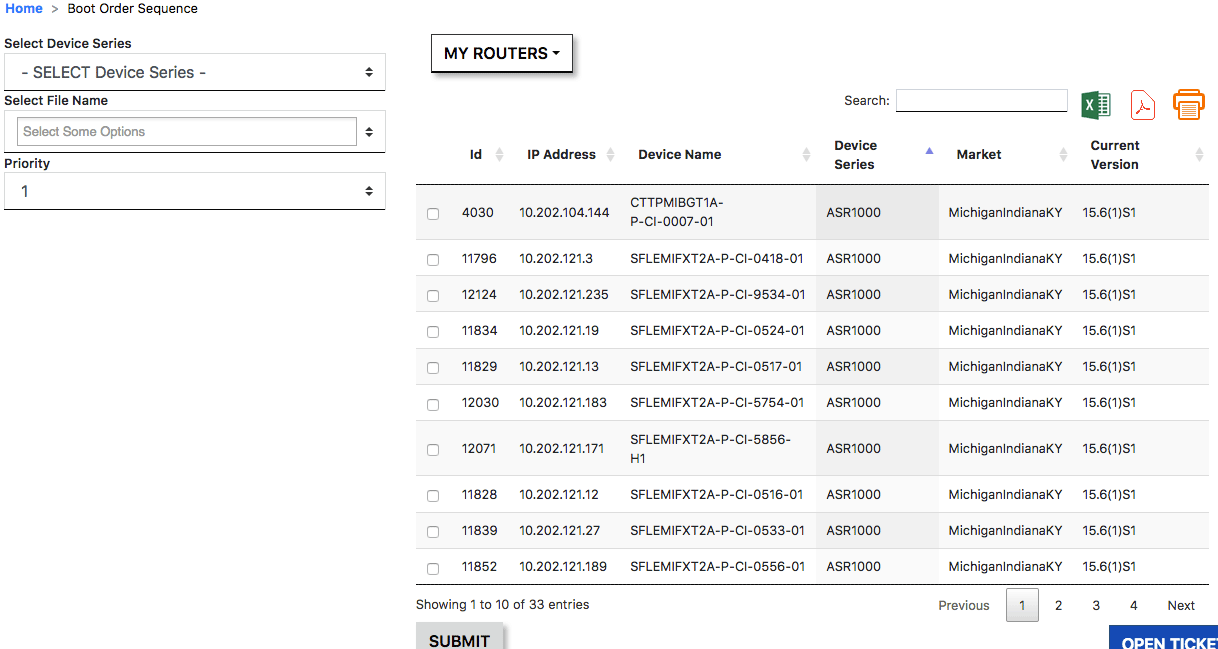 Home > Boot Order Sequence
Select Device Series
- SELECT Device Series -
Select File Name
Select Some Options
Priority
1
MY ROUTERS
Search:
Id IP Address Device Name Device Series Market Current Version
4030 10.202.104.144 CTTPMIBGT1A-P-CI-0007-01 ASR1000 MichiganIndianaKY 15.6(1)S1
11796 10.202.121.3 SFLEMIFXT2A-P-CI-0418-01 ASR1000 MichiganIndianaKY 15.6(1)S1
12124 10.202.121.235 SFLEMIFXT2A-P-CI-9534-01 ASR1000 MichiganIndianaKY 15.6(1)S1
11834 10.202.121.19 SFLEMIFXT2A-P-CI-0524-01 ASR1000 MichiganIndianaKY 15.6(1)S1
11829 10.202.121.13 SFLEMIFXT2A-P-CI-0517-01 ASR1000 MichiganIndianaKY 15.6(1)S1
12030 10.202.121.183 SFLEMIFXT2A-P-CI-5754-01 ASR1000 MichiganIndianaKY 15.6(1)S1
12071 10.202.121.171 SFLEMIFXT2A-P-CI-5856-H1 ASR1000 MichiganIndianaKY 15.6(1)S1
11828 10.202.121.12 SFLEMIFXT2A-P-CI-0516-01 ASR1000 MichiganIndianaKY 15.6(1)S1
11839 10.202.121.27 SFLEMIFXT2A-P-CI-0533-01 ASR1000 MichiganIndianaKY 15.6(1)S1
11852 10.202.121.189 SFLEMIFXT2A-P-CI-0556-01 ASR1000 MichiganIndianaKY 15.6(1)S1
Showing 1 to 10 of 33 entries
Previous 1 2 3 4 Next
SUBMIT
OPEN TICKE